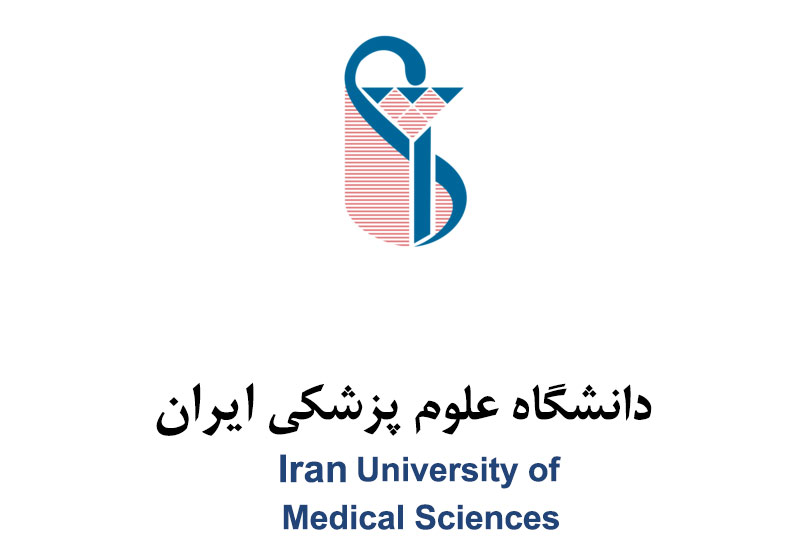 دانشگاه علوم پزشکی ایران
Iran University of
Medical Sciences